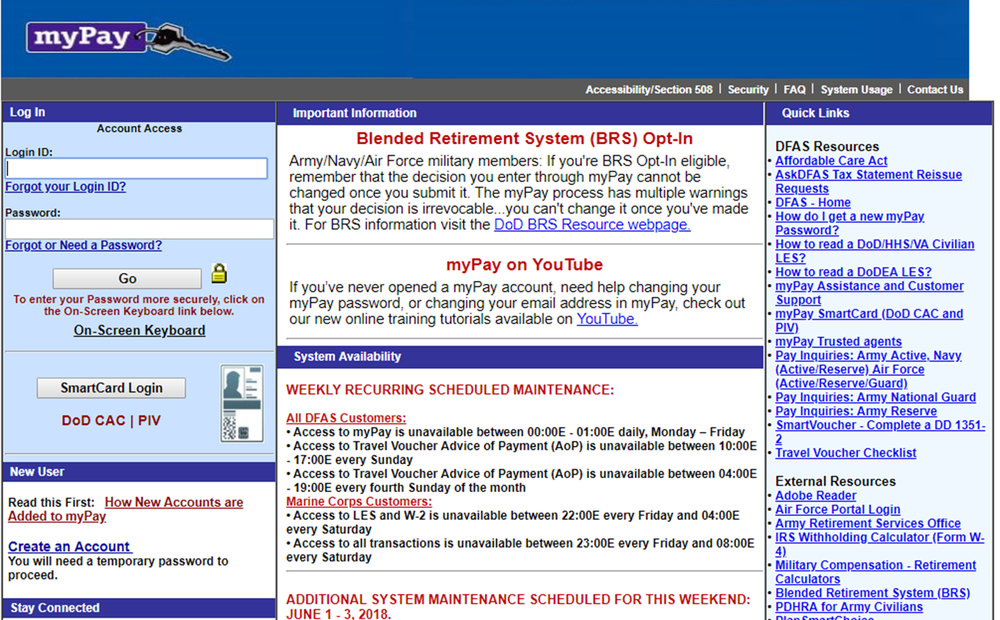 myPay
Accessibility/Section 508 | Security | FAQ | System Usage | Contact Us
Log In
Account Access
Login ID:
Forgot your Login ID?
Password:
Forgot or Need a Password?
Go
To enter your Password more securely, click on
the On-Screen Keyboard link below.
On-Screen Keyboard
SmartCard Login
DoD CAC | PIV
New User
Read this First: How New Accounts are
Added to myPay
Create an Account
You will need a temporary password to
proceed.
Stay Connected
Important Information
Blended Retirement System (BRS) Opt-In
Army/Navy/Air Force military members: If you're BRS Opt-In eligible,
remember that the decision you enter through myPay cannot be
changed once you submit it. The myPay process has multiple warnings
that your decision is irrevocable...you can't change it once you've made
it. For BRS information visit the DoD BRS Resource webpage.
myPay on YouTube
If you’ve never opened a myPay account, need help changing your
myPay password, or changing your email address in myPay, check out
our new online training tutorials available on YouTube.
System Availability
WEEKLY RECURRING SCHEDULED MAINTENANCE:
All DFAS Customers:
• Access to myPay is unavailable between 00:00E - 01:00E daily, Monday – Friday
• Access to Travel Voucher Advice of Payment (AoP) is unavailable between 10:00E
- 17:00E every Sunday
• Access to Travel Voucher Advice of Payment (AoP) is unavailable between 04:00E
- 19:00E every fourth Sunday of the month
Marine Corps Customers:
• Access to LES and W-2 is unavailable between 22:00E every Friday and 04:00E
every Saturday
• Access to all transactions is unavailable between 23:00E every Friday and 08:00E
every Saturday
ADDITIONAL SYSTEM MAINTENANCE SCHEDULED FOR THIS WEEKEND:
JUNE 1 - 3, 2018.
Quick Links
DFAS Resources
• Affordable Care Act
• AskDFAS Tax Statement Reissue
Requests
• DFAS - Home
• How do I get a new myPay
Password?
• How to read a DoD/HHS/VA Civilian
LES?
• How to read a DoDEA LES?
• myPay Assistance and Customer
Support
• myPay SmartCard (DoD CAC and
PIV)
• myPay Trusted agents
• Pay Inquiries: Army Active, Navy
(Active/Reserve) Air Force
(Active/Reserve/Guard)
• Pay Inquiries: Army National Guard
• Pay Inquiries: Army Reserve
• SmartVoucher - Complete a DD 1351-
2
• Travel Voucher Checklist
External Resources
• Adobe Reader
• Air Force Portal Login
• Army Retirement Services Office
• IRS Withholding Calculator (Form W-
4)
• Military Compensation - Retirement
Calculators
• Blended Retirement System (BRS)
• PDHRA for Army Civilians
• PlanSmartChoice